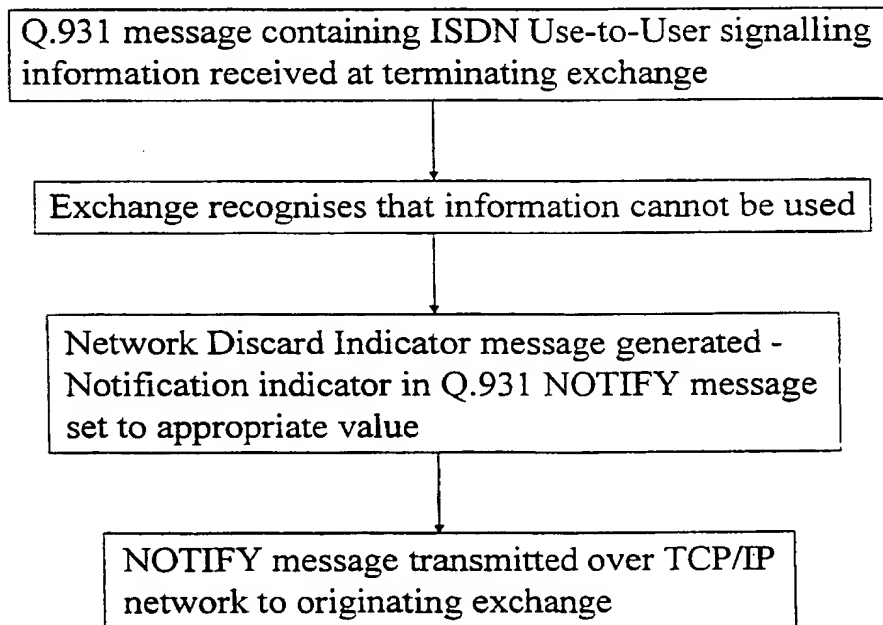 Q.931 message containing ISDN Use-to-User signalling
information received at terminating exchange
Exchange recognises that information cannot be used
Network Discard Indicator message generated -
Notification indicator in Q.931 NOTIFY message
set to appropriate value
NOTIFY message transmitted over TCP/IP
network to originating exchange